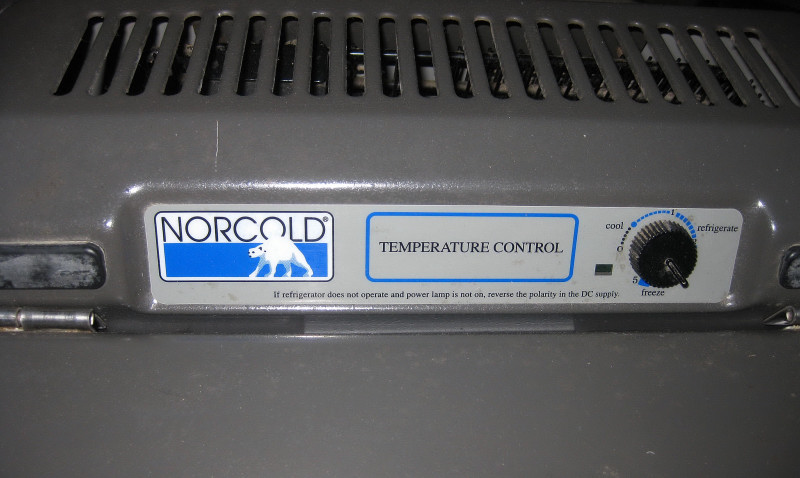 NORCOLD®
TEMPERATURE CONTROL
cool
1
refrigerate
5
freeze
If refrigerator does not operate and power lamp is not on, reverse the polarity in the DC supply.